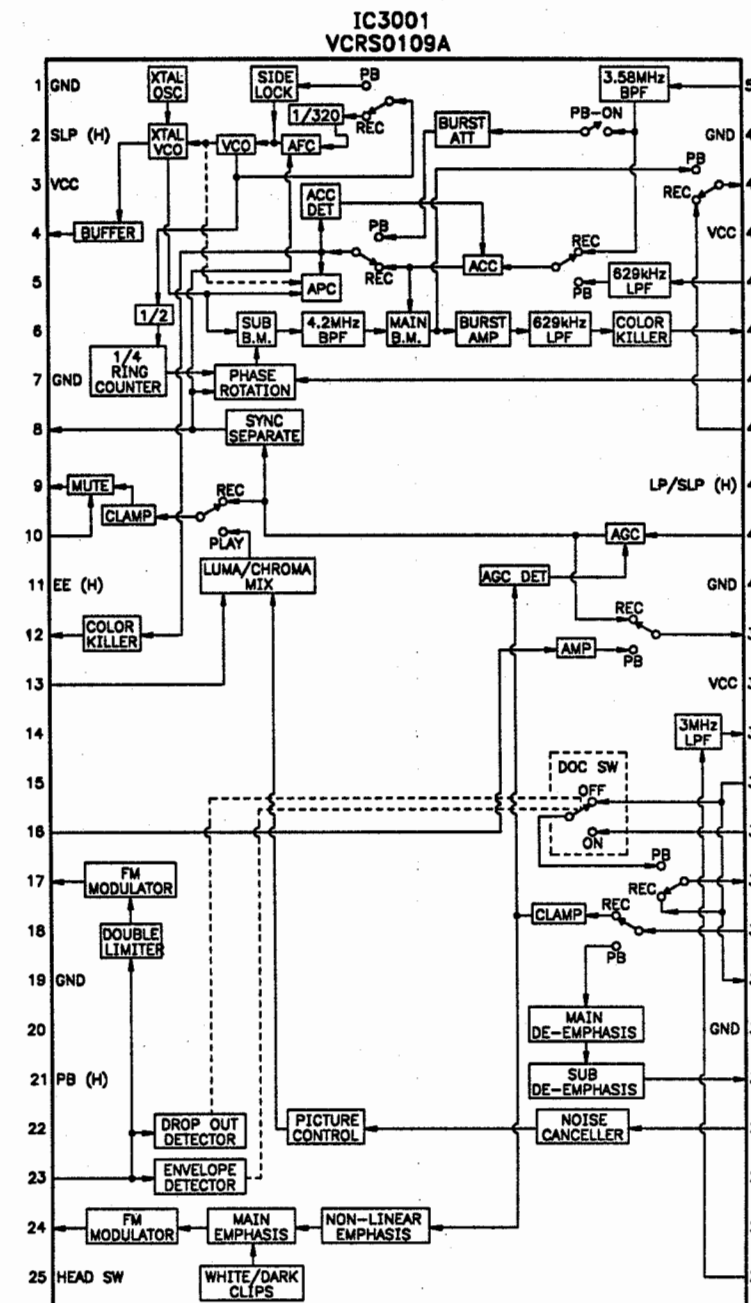 IC3001
VCRS0109A
1 GND
2 SLP (H)
3 VCC
4
5
6
7 GND
8
9
10
11 EE (H)
12
13
14
15
16
17
18
19 GND
20
21 PB (H)
22
23
24
25 HEAD SW
XTAL
OSC
SIDE
LOCK
PB
3.58MHz
BPF
1/320
REC
BURST
ATT
PB-ON
GND
XTAL
VCO
VCO
AFC
PB
REC
ACC
DET
VCC
BUFFER
PB
REC
ACC
REC
PB
629kHz
LPF
APC
1/2
SUB
B.M.
4.2MHz
BPF
MAIN
B.M.
BURST
AMP
629kHz
LPF
COLOR
KILLER
1/4
RING
COUNTER
PHASE
ROTATION
SYNC
SEPARATE
MUTE
CLAMP
REC
LP/SLP (H)
PLAY
AGC
LUMA/CHROMA
MIX
AGC DET
GND
COLOR
KILLER
REC
AMP
PB
VCC
3MHz
LPF
DOC SW
OFF
ON
PB
FM
MODULATOR
REC
DOUBLE
LIMITER
CLAMP
REC
PB
MAIN
DE-EMPHASIS
GND
SUB
DE-EMPHASIS
DROP OUT
DETECTOR
PICTURE
CONTROL
NOISE
CANCELLER
ENVELOPE
DETECTOR
FM
MODULATOR
MAIN
EMPHASIS
NON-LINEAR
EMPHASIS
WHITE/DARK
CLIPS